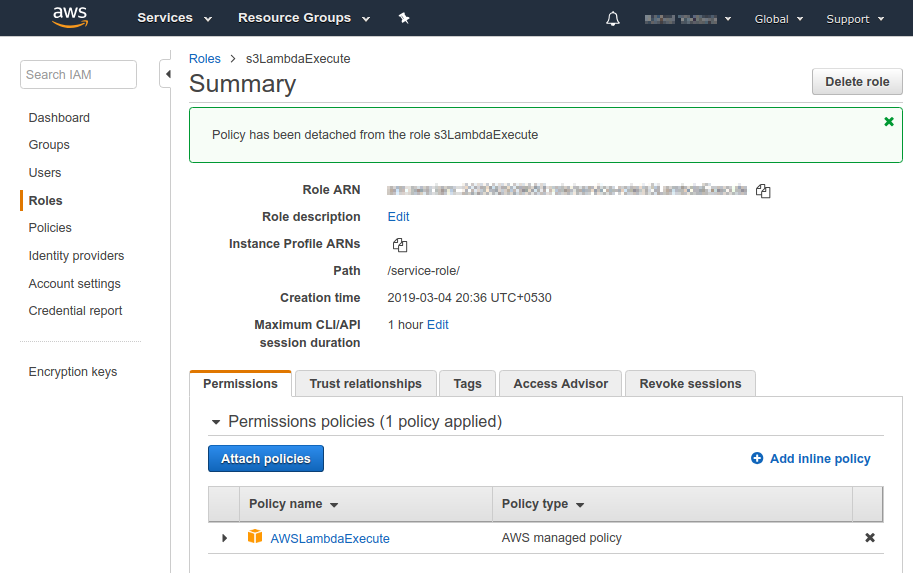 aws Services Resource Groups Global Support
Search IAM
Dashboard
Groups
Users
Roles
Policies
Identity providers
Account settings
Credential report
Encryption keys
Roles > s3LambdaExecute
Summary
Delete role
Policy has been detached from the role s3LambdaExecute
Role ARN
Role description Edit
Instance Profile ARNs
Path /service-role/
Creation time 2019-03-04 20:36 UTC+0530
Maximum CLI/API 1 hour Edit
session duration
Permissions Trust relationships Tags Access Advisor Revoke sessions
Permissions policies (1 policy applied)
Attach policies Add inline policy
Policy name Policy type
AWSLambdaExecute AWS managed policy